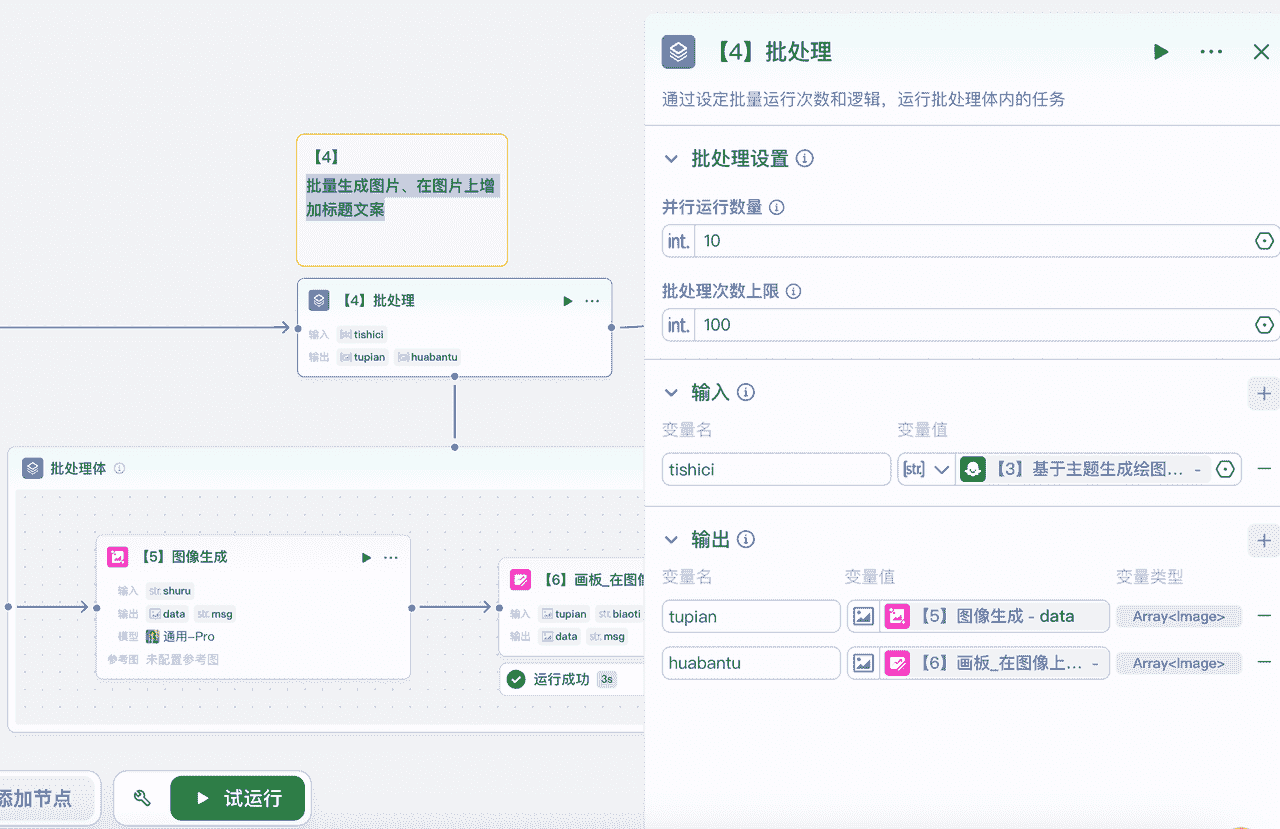 【4】
批量生成图片、在图片上增
加标题文案
【4】批处理
输入 [str] tishici
输出 tupian huabantu
批处理体
【5】图像生成
输入 str. shuru
输出 data str. msg
模型 通用-Pro
参考图 未配置参考图
【6】画板_在图像
输入 tupian str. biaoti
输出 data str. msg
运行成功 3s
添加节点
试运行
【4】批处理
通过设定批量运行次数和逻辑，运行批处理体内的任务
批处理设置
并行运行数量
int. 10
批处理次数上限
int. 100
输入
变量名 变量值
tishici [str] 【3】基于主题生成绘图... -
输出
变量名 变量值 变量类型
tupian 【5】图像生成 - data Array<Image>
huabantu 【6】画板_在图像上... - Array<Image>